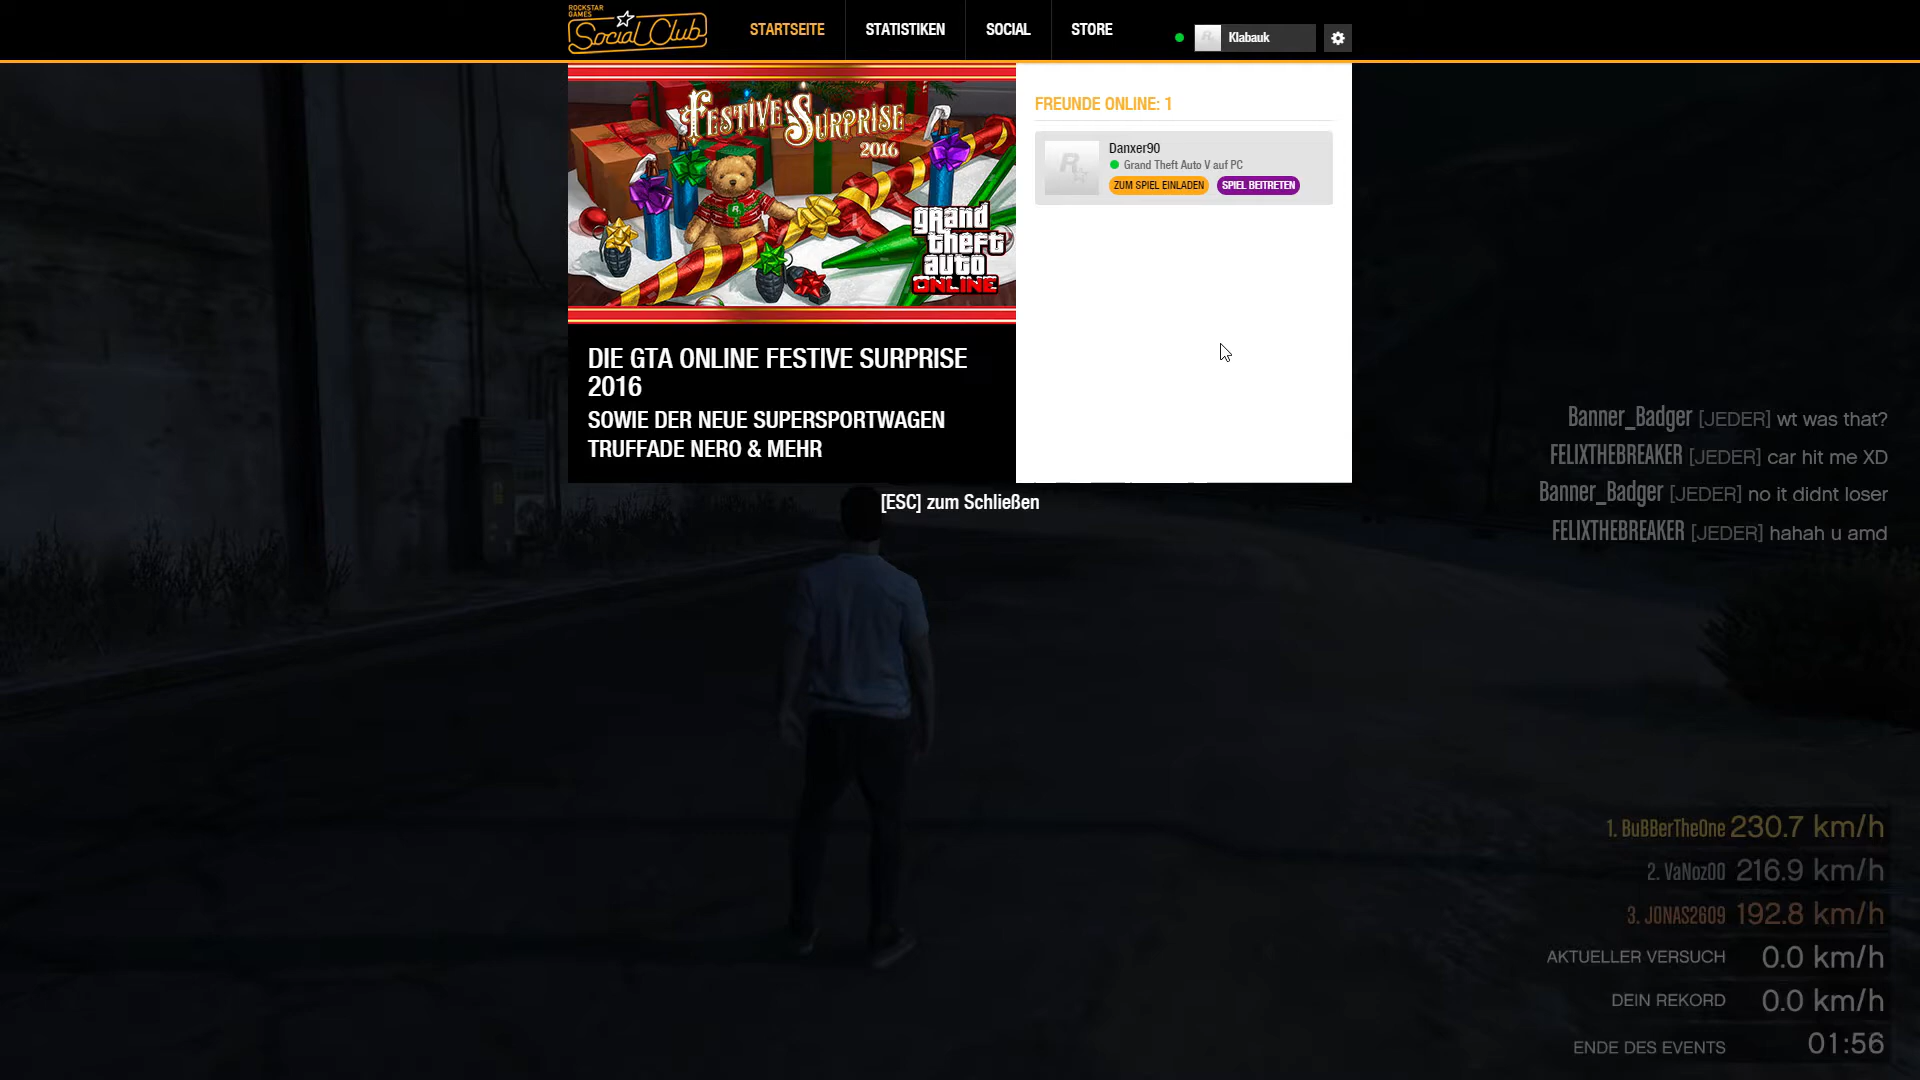 ROCKSTAR
GAMES
Social Club
STARTSEITE
STATISTIKEN
SOCIAL
STORE
Klabauk
FESTIVE SURPRISE
2016
grand
theft
auto
ONLINE
DIE GTA ONLINE FESTIVE SURPRISE
2016
SOWIE DER NEUE SUPERSPORTWAGEN
TRUFFADE NERO & MEHR
FREUNDE ONLINE: 1
Danxer90
Grand Theft Auto V auf PC
ZUM SPIEL EINLADEN
SPIEL BEITRETEN
[ESC] zum Schließen
Banner_Badger [JEDER] wt was that?
FELIXTHEBREAKER [JEDER] car hit me XD
Banner_Badger [JEDER] no it didnt loser
FELIXTHEBREAKER [JEDER] hahah u amd
1. BuBBerTheOne 230.7 km/h
2. VaNoz00 216.9 km/h
3. JONAS2609 192.8 km/h
AKTUELLER VERSUCH 0.0 km/h
DEIN REKORD 0.0 km/h
ENDE DES EVENTS 01:56